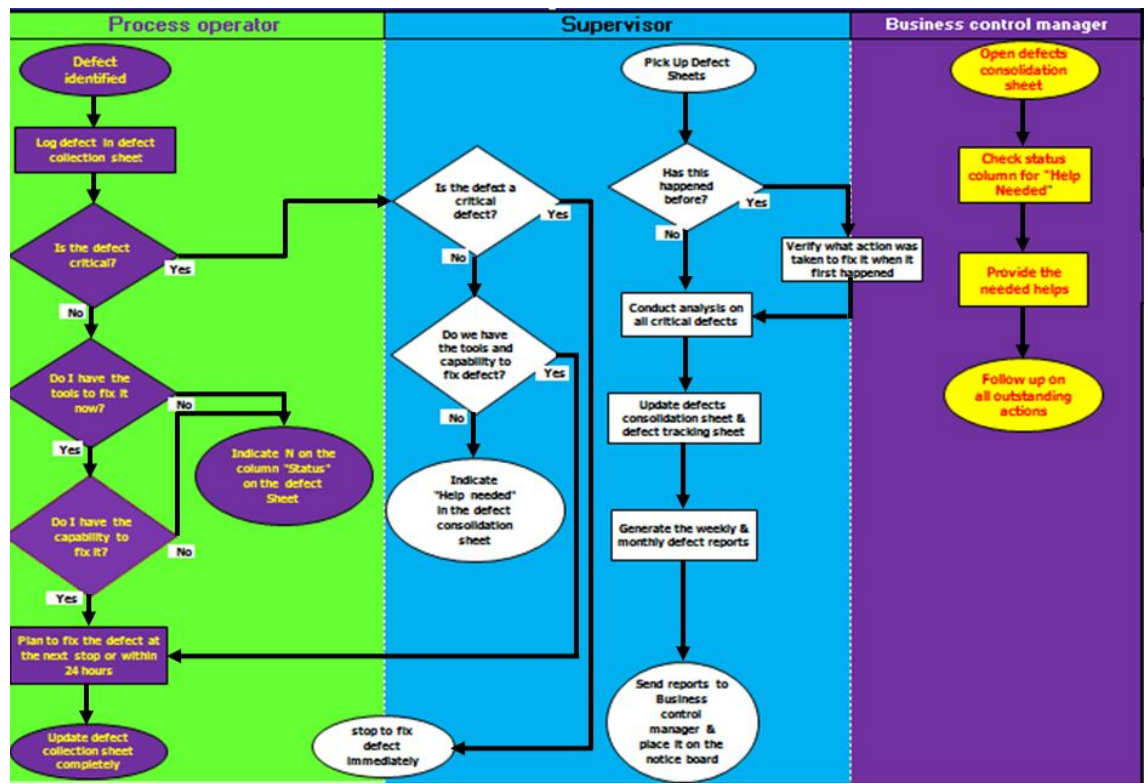 Process operator
Supervisor
Business control manager
Defect
identified
Log defect in defect
collection sheet
Is the defect
critical?
Yes
No
Do I have the
tools to fix it
now?
No
Yes
Indicate N on the
column "Status"
on the defect
Sheet
Do I have the
capability to
fix it?
No
Yes
Plan to fix the defect at
the next stop or within
24 hours
Update defect
collection sheet
completely
Is the defect a
critical
defect?
Yes
No
Do we have
the tools and
capability to
fix defect?
Yes
No
Indicate
"Help needed"
in the defect
consolidation
sheet
stop to fix
defect
immediately
Pick Up Defect
Sheets
Has this
happened
before?
Yes
No
Verify what action was
taken to fix it when it
first happened
Conduct analysis on
all critical defects
Update defects
consolidation sheet &
defect tracking sheet
Generate the weekly &
monthly defect reports
Send reports to
Business
control
manager &
place it on the
notice board
Open defects
consolidation
sheet
Check status
column for "Help
Needed"
Provide the
needed helps
Follow up on
all outstanding
actions